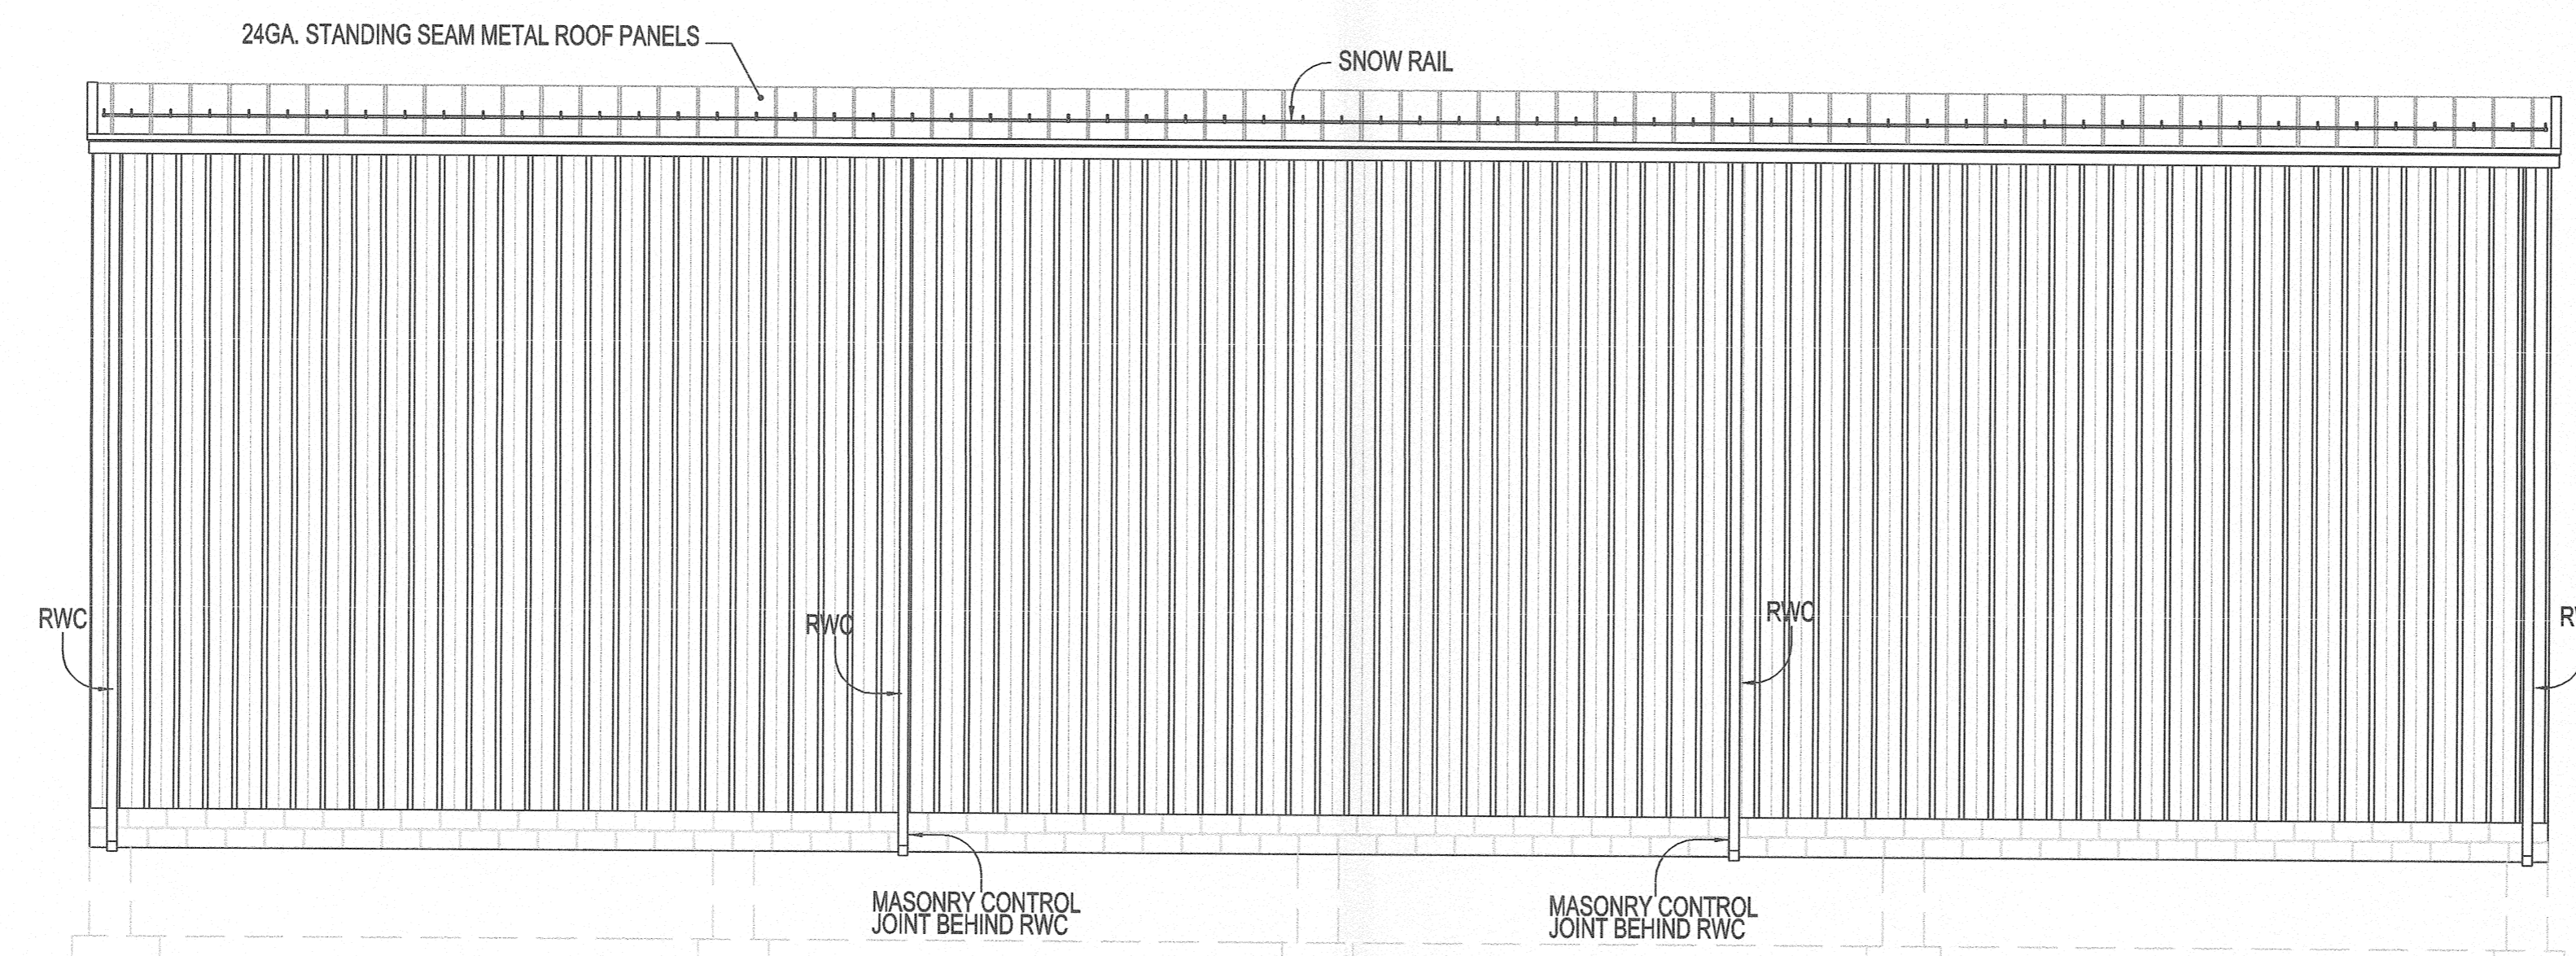 24GA. STANDING SEAM METAL ROOF PANELS
SNOW RAIL
RWC
RWC
RWC
MASONRY CONTROL
JOINT BEHIND RWC
MASONRY CONTROL
JOINT BEHIND RWC